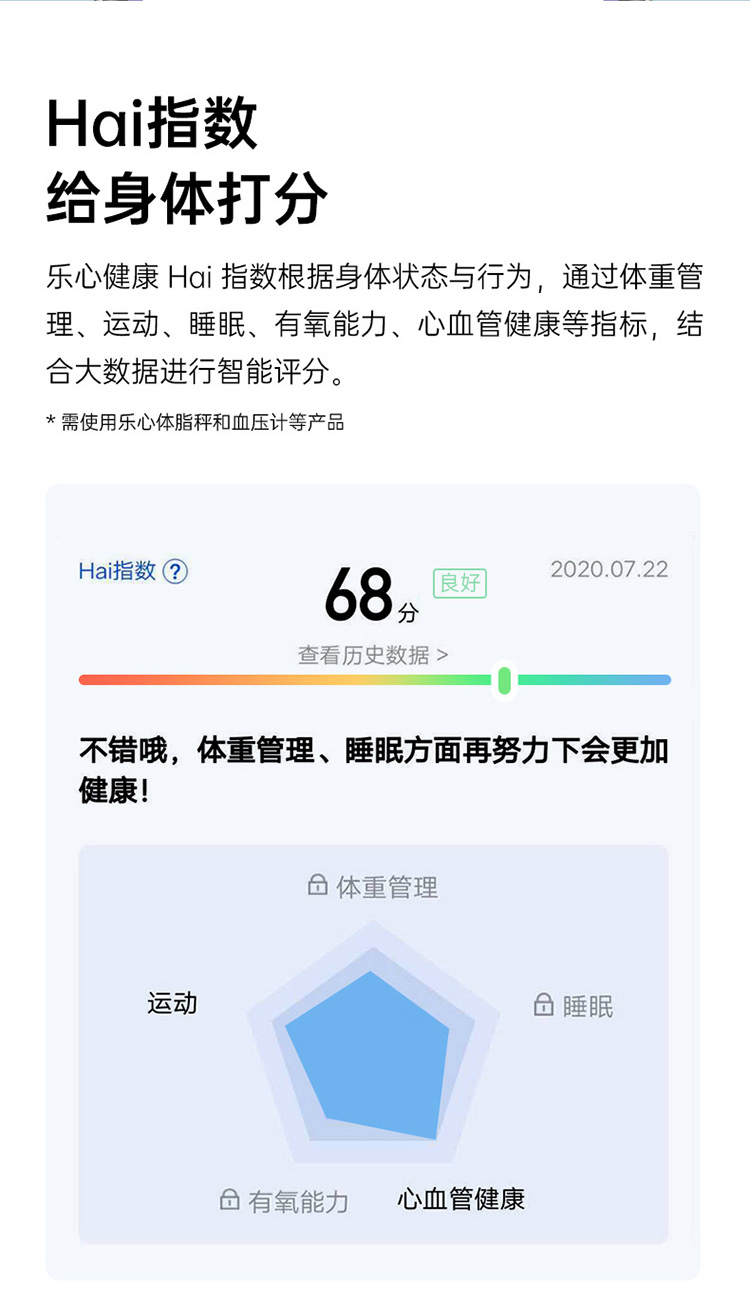 Hai指数
给身体打分
乐心健康 Hai 指数根据身体状态与行为，通过体重管
理、运动、睡眠、有氧能力、心血管健康等指标，结
合大数据进行智能评分。
* 需使用乐心体脂秤和血压计等产品
Hai指数 ?
68分 良好
2020.07.22
查看历史数据 >
不错哦，体重管理、睡眠方面再努力下会更加
健康！
体重管理
运动
睡眠
有氧能力
心血管健康